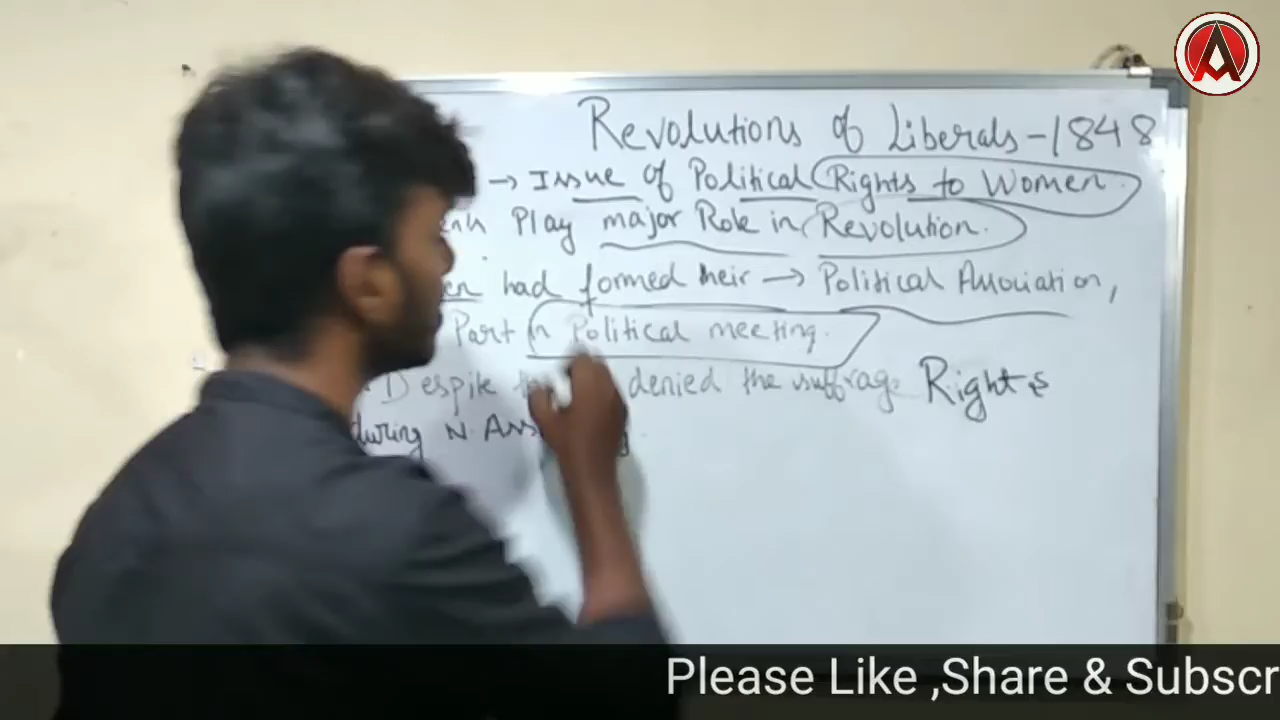 Revolutions of Liberals - 1848
→ Issue of Political Rights to Women.
Play major Role in Revolution.
had formed their → Political Association,
Part in Political meeting.
Despite denied the suffrage Rights
during N.
Please Like ,Share & Subscr